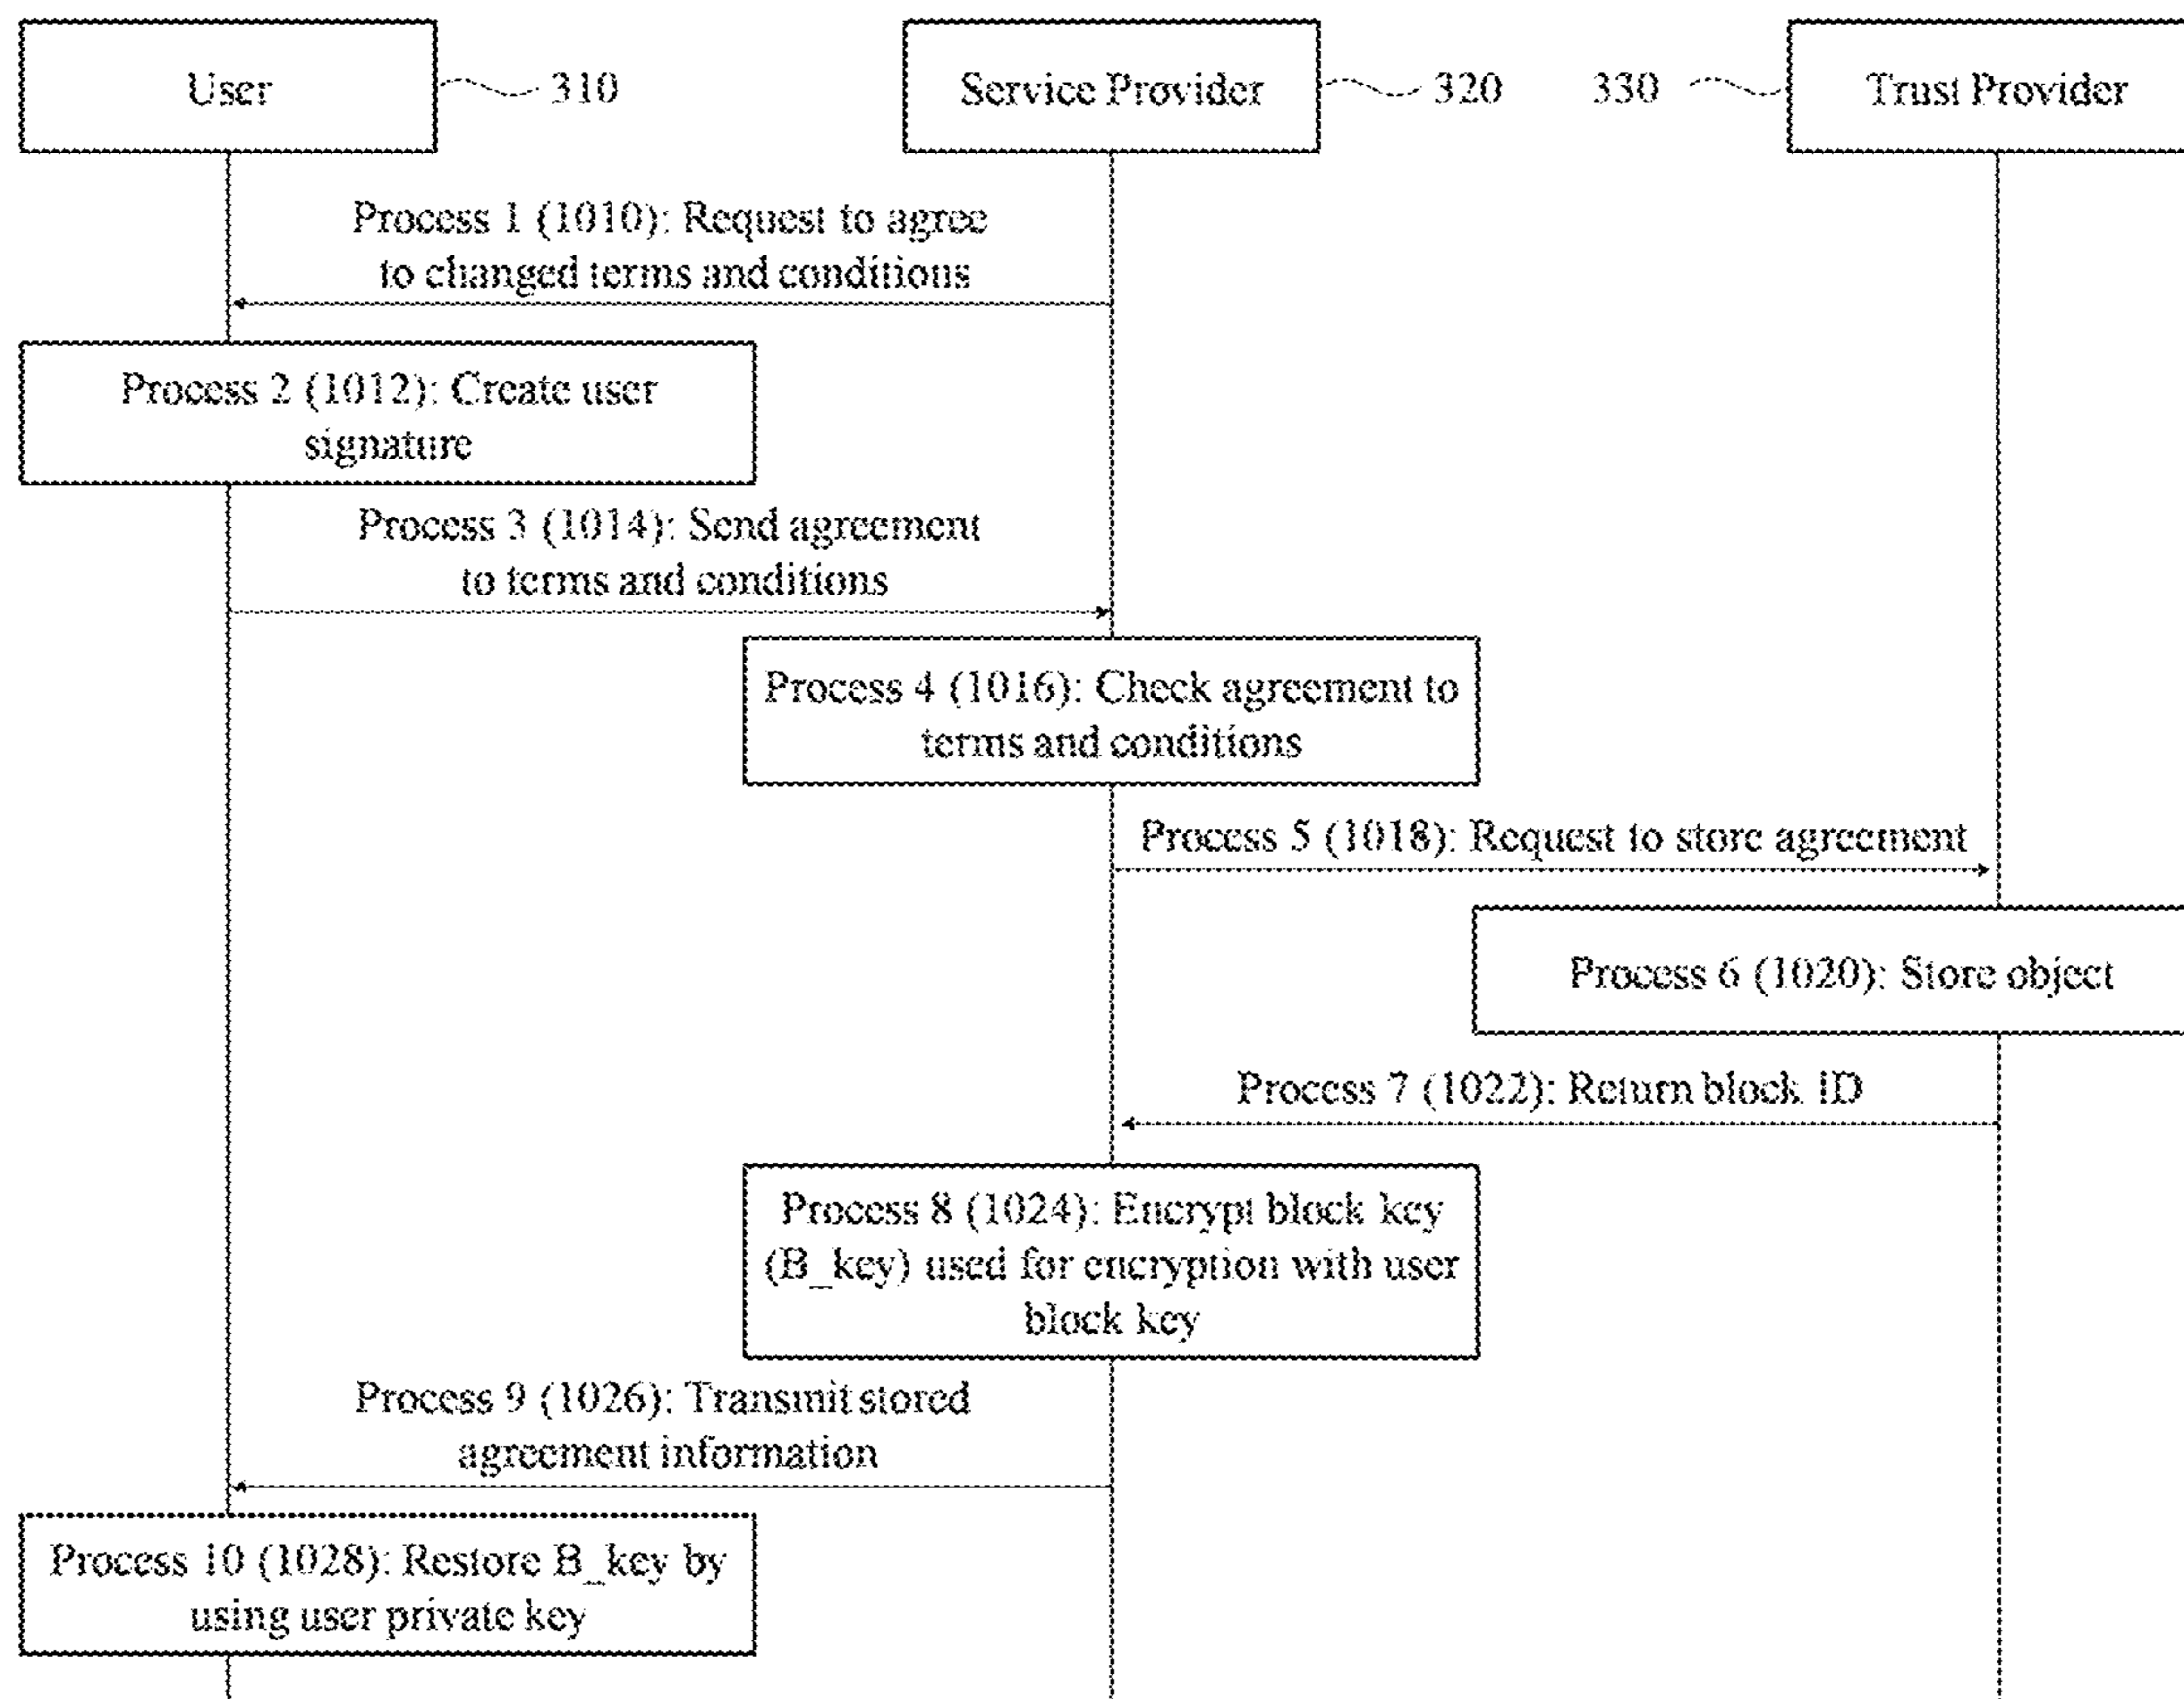 User
310
Service Provider
320
330
Trust Provider
Process 1 (1010): Request to agree
to changed terms and conditions
Process 2 (1012): Create user
signature
Process 3 (1014): Send agreement
to terms and conditions
Process 4 (1016): Check agreement to
terms and conditions
Process 5 (1018): Request to store agreement
Process 6 (1020): Store object
Process 7 (1022): Return block ID
Process 8 (1024): Encrypt block key
(B_key) used for encryption with user
block key
Process 9 (1026): Transmit stored
agreement information
Process 10 (1028): Restore B_key by
using user private key